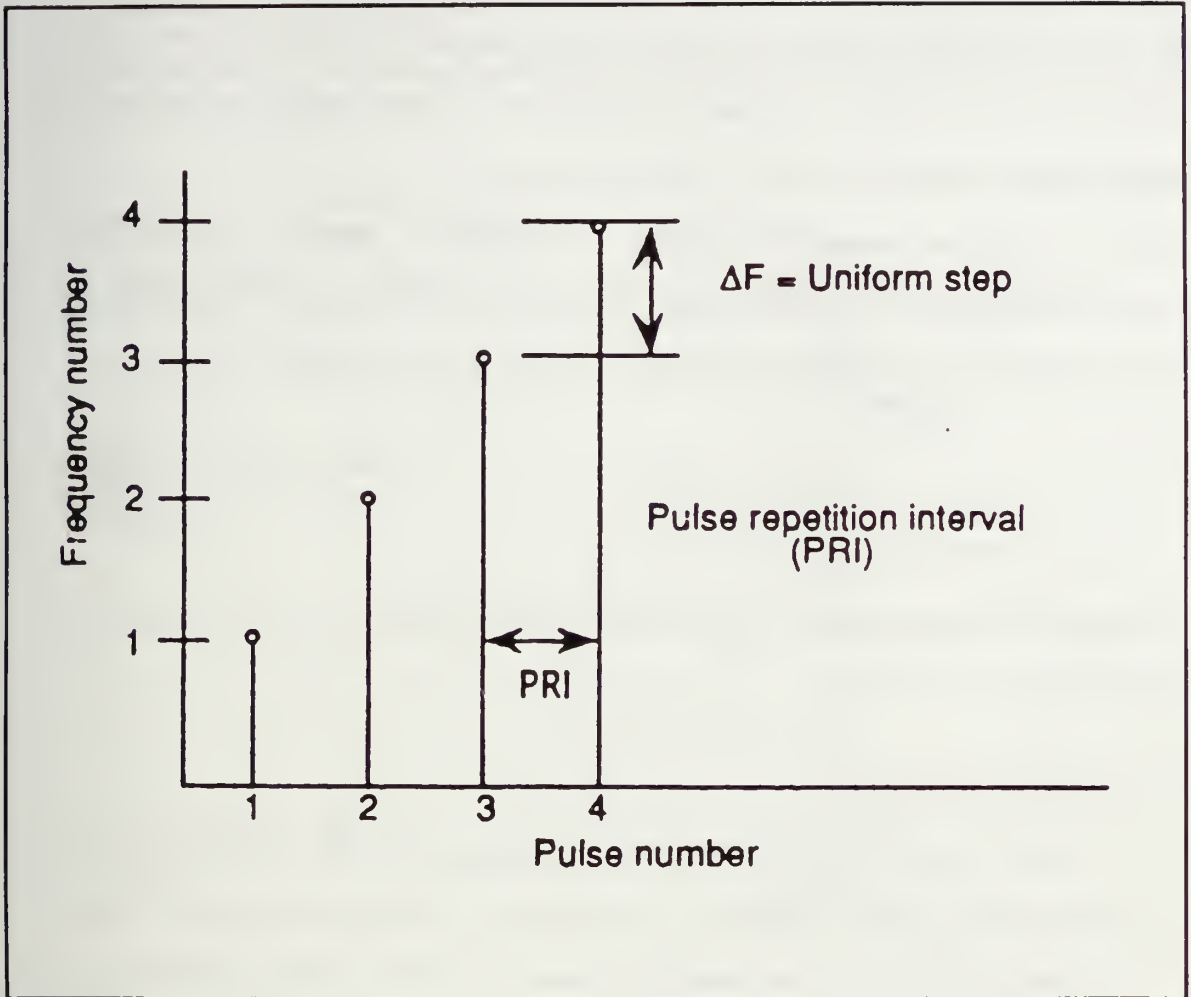 4
ΔF = Uniform step
3
Frequency number
2
Pulse repetition interval
(PRI)
1
PRI
1 2 3 4
Pulse number